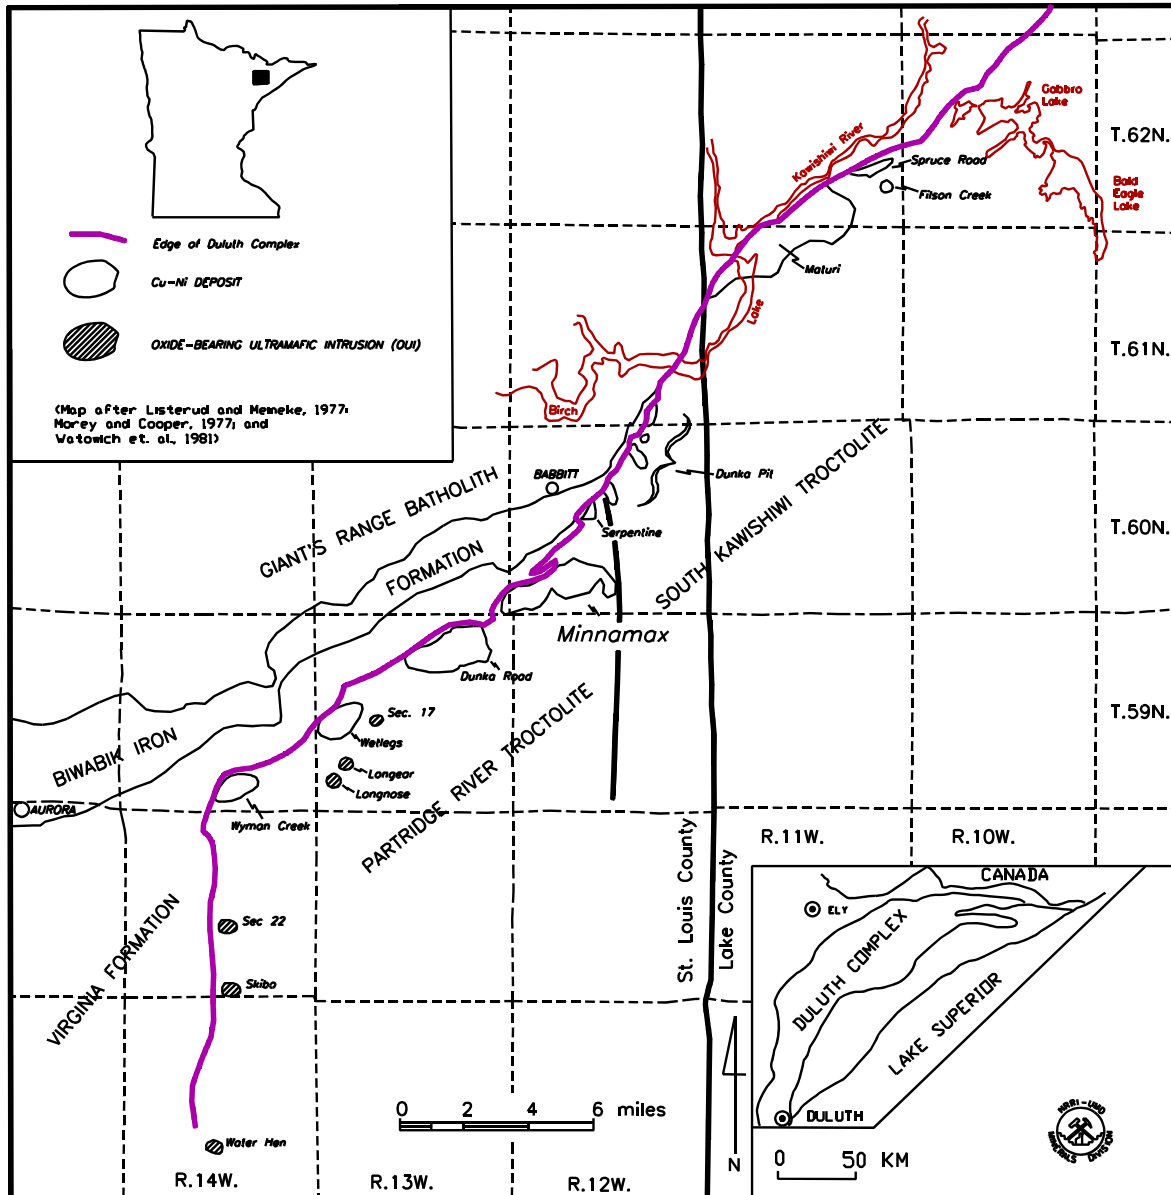 Edge of Duluth Complex
Cu-Ni DEPOSIT
OXIDE-BEARING ULTRAMAFIC INTRUSION (OUI)
(Map after Listerud and Meineke, 1977;
Morey and Cooper, 1977; and
Watowich et. al., 1981)
Gabbro
Lake
T.62N.
Kawishiwi River
Spruce Road
Filson Creek
Bald
Eagle
Lake
Maturi
Lake
T.61N.
Birch
BABBITT
Dunka Pit
GIANT'S RANGE BATHOLITH
SOUTH KAWISHIWI TROCTOLITE
Serpentine
T.60N.
FORMATION
Minnamax
Dunka Road
Sec. 17
T.59N.
Wetlegs
BIWABIK IRON
Longear
Longnose
PARTRIDGE RIVER TROCTOLITE
AURORA
Wyman Creek
R.11W.
R.10W.
St. Louis County
Lake County
CANADA
ELY
DULUTH COMPLEX
LAKE SUPERIOR
DULUTH
Sec 22
VIRGINIA FORMATION
Skibo
0 2 4 6 miles
Water Hen
N
0 50 KM
NRRI-UMD
MINERALS DIVISION
R.14W.
R.13W.
R.12W.